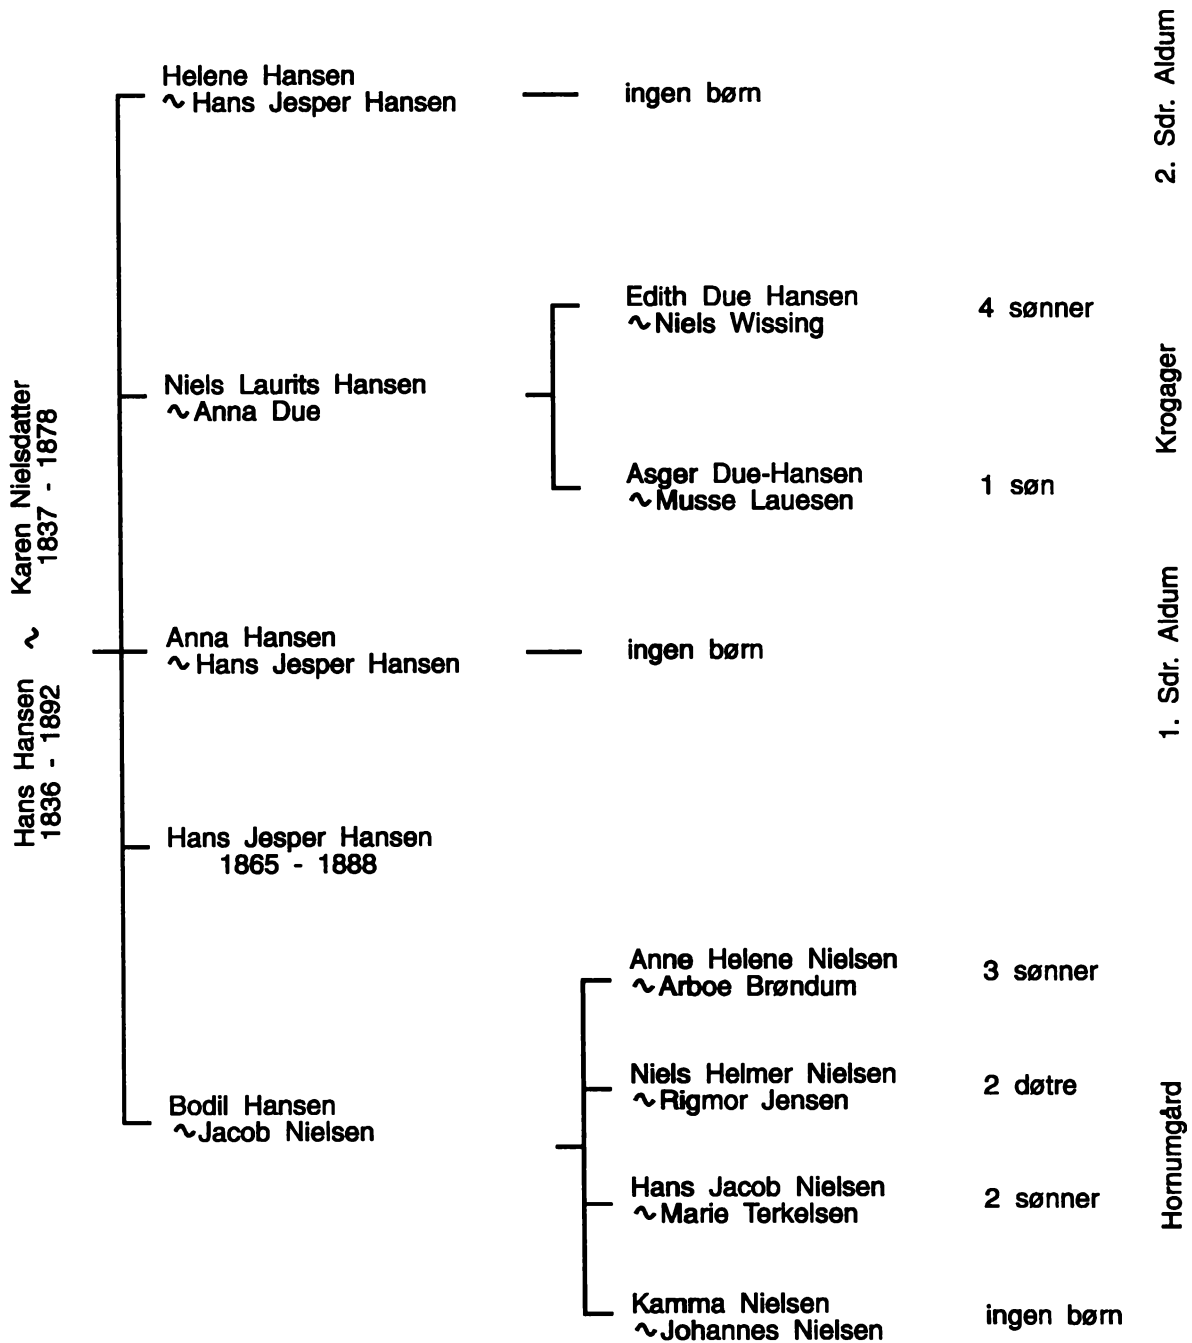 Hans Hansen ~ Karen Nielsdatter
1836 - 1892 1837 - 1878
Helene Hansen
~ Hans Jesper Hansen
ingen børn
2. Sdr. Aldum
Niels Laurits Hansen
~ Anna Due
Edith Due Hansen
~ Niels Wissing
4 sønner
Asger Due-Hansen
~ Musse Lauesen
1 søn
Krogager
Anna Hansen
~ Hans Jesper Hansen
ingen børn
1. Sdr. Aldum
Hans Jesper Hansen
1865 - 1888
Bodil Hansen
~ Jacob Nielsen
Anne Helene Nielsen
~ Arboe Brøndum
3 sønner
Niels Helmer Nielsen
~ Rigmor Jensen
2 døtre
Hans Jacob Nielsen
~ Marie Terkelsen
2 sønner
Kamma Nielsen
~ Johannes Nielsen
ingen børn
Hornumgård